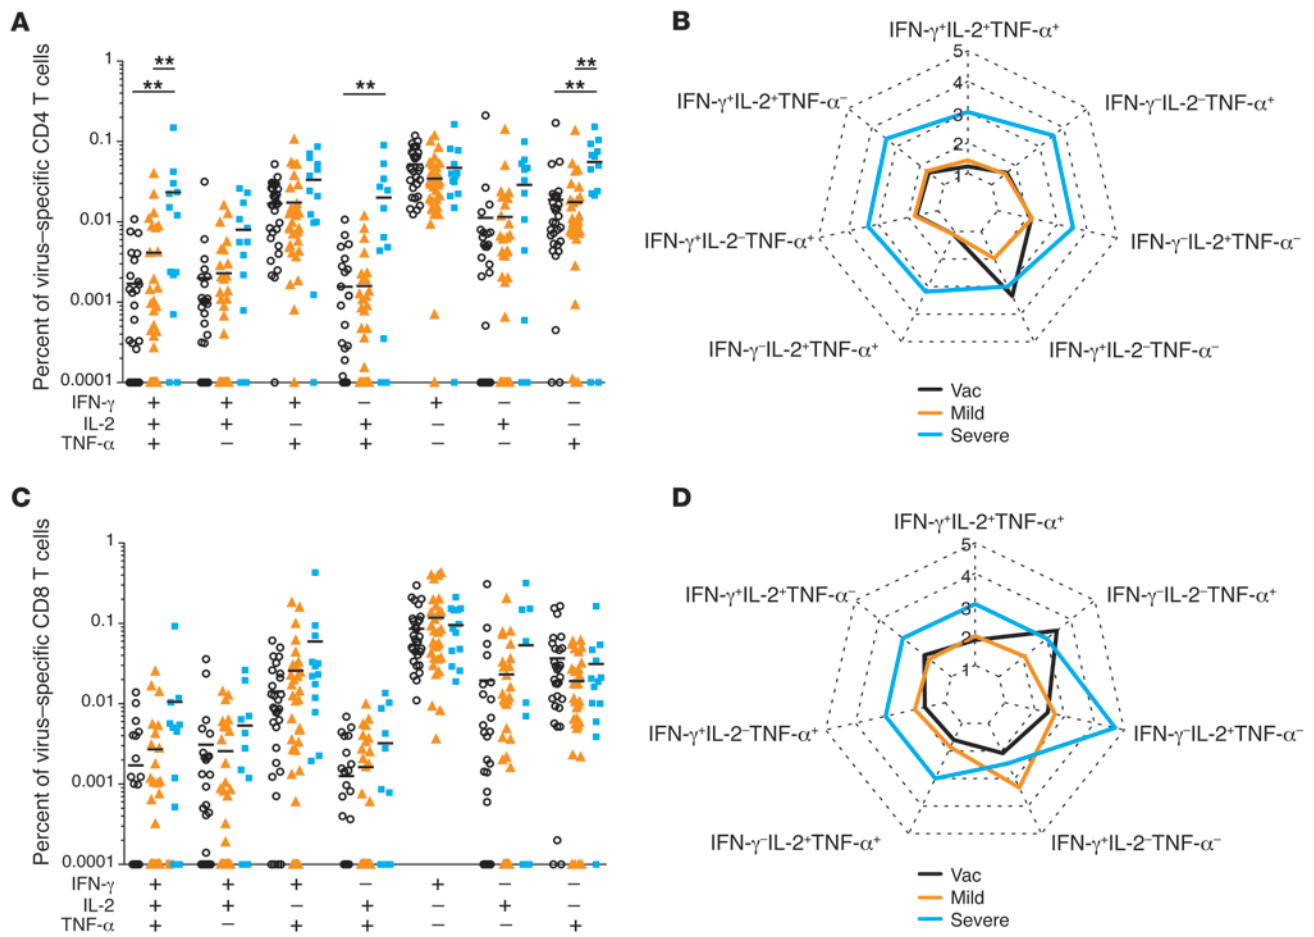 A
Percent of virus–specific CD4 T cells
1
0.1
0.01
0.001
0.0001
** ** ** ** **
IFN-γ + + + − + − −
IL-2 + + − + − + −
TNF-α + − + + − − +
B
IFN-γ⁺IL-2⁺TNF-α⁺
IFN-γ⁺IL-2⁺TNF-α⁻
IFN-γ⁻IL-2⁻TNF-α⁺
5
4
3
2
1
IFN-γ⁺IL-2⁻TNF-α⁺
IFN-γ⁻IL-2⁺TNF-α⁻
IFN-γ⁻IL-2⁺TNF-α⁺
IFN-γ⁺IL-2⁻TNF-α⁻
Vac
Mild
Severe
C
Percent of virus–specific CD8 T cells
1
0.1
0.01
0.001
0.0001
IFN-γ + + + − + − −
IL-2 + + − + − + −
TNF-α + − + + − − +
D
IFN-γ⁺IL-2⁺TNF-α⁺
IFN-γ⁺IL-2⁺TNF-α⁻
IFN-γ⁻IL-2⁻TNF-α⁺
5
4
3
2
1
IFN-γ⁺IL-2⁻TNF-α⁺
IFN-γ⁻IL-2⁺TNF-α⁻
IFN-γ⁻IL-2⁺TNF-α⁺
IFN-γ⁺IL-2⁻TNF-α⁻
Vac
Mild
Severe